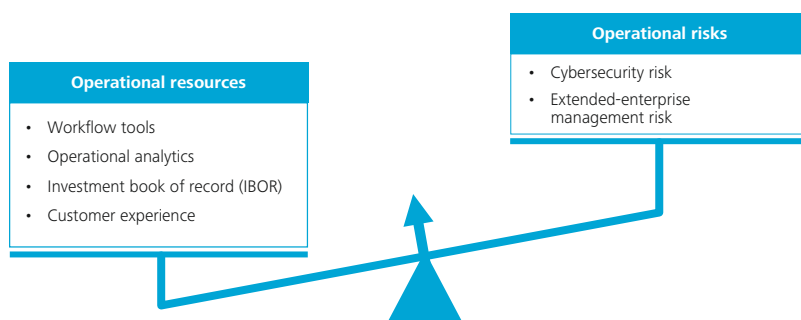 Operational resources
• Workflow tools
• Operational analytics
• Investment book of record (IBOR)
• Customer experience
Operational risks
• Cybersecurity risk
• Extended-enterprise
management risk